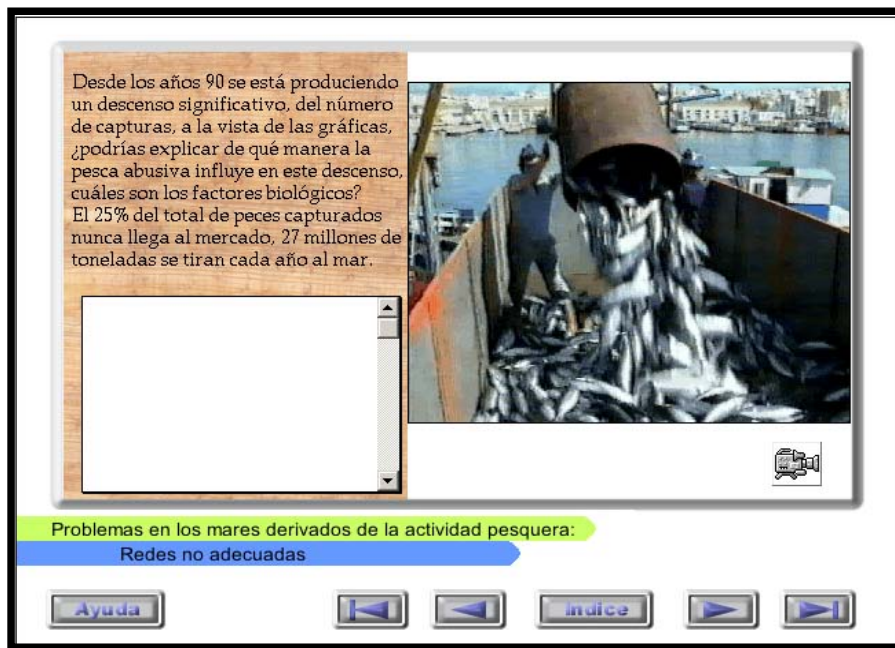 Desde los años 90 se está produciendo
un descenso significativo, del número
de capturas, a la vista de las gráficas,
¿podrías explicar de qué manera la
pesca abusiva influye en este descenso,
cuáles son los factores biológicos?
El 25% del total de peces capturados
nunca llega al mercado, 27 millones de
toneladas se tiran cada año al mar.
Problemas en los mares derivados de la actividad pesquera:
Redes no adecuadas
Ayuda
Indice